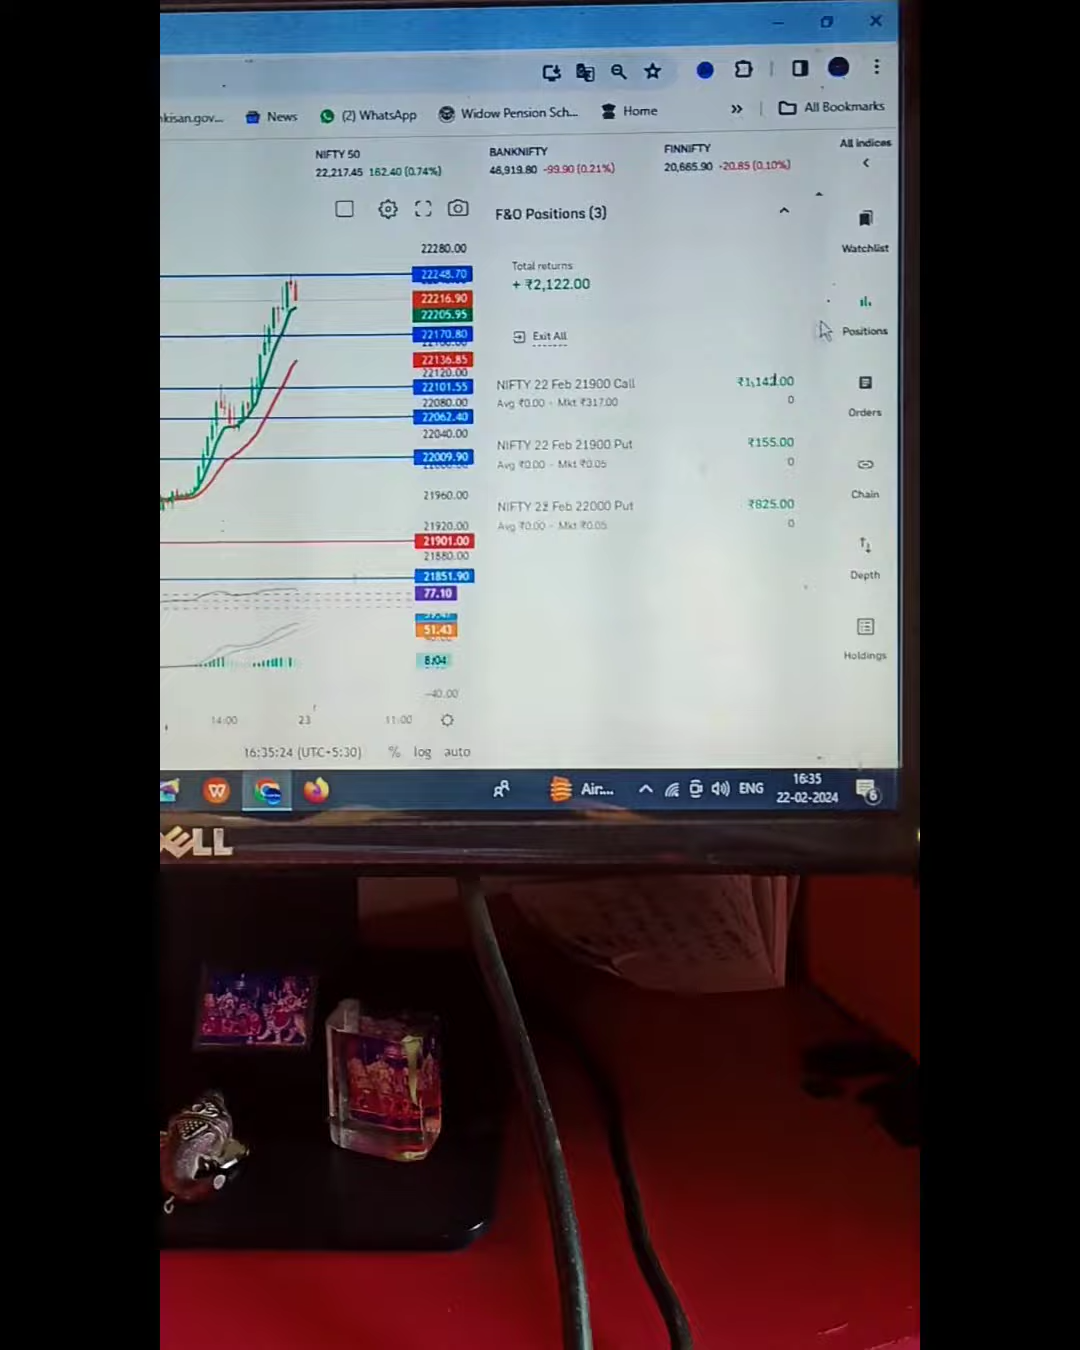 nkisan.gov...
News
(2) WhatsApp
Widow Pension Sch...
Home
»
All Bookmarks
NIFTY 50
22,217.45 162.40 (0.74%)
BANKNIFTY
46,919.80 -99.90 (0.21%)
FINNIFTY
20,665.90 -20.85 (0.10%)
All indices
F&O Positions (3)
Total returns
+ ₹2,122.00
Exit All
NIFTY 22 Feb 21900 Call
₹1,142.00
Avg ₹0.00 - Mkt ₹317.00
0
NIFTY 22 Feb 21900 Put
₹155.00
Avg ₹0.00 - Mkt ₹0.05
0
NIFTY 22 Feb 22000 Put
₹825.00
Avg ₹0.00 - Mkt ₹0.05
0
Watchlist
Positions
Orders
Chain
Depth
Holdings
22280.00
22248.70
22216.90
22205.95
22170.80
22136.85
22120.00
22101.55
22080.00
22062.40
22040.00
22009.90
21960.00
21920.00
21901.00
21880.00
21851.90
77.10
51.43
8.04
-40.00
14:00
23
11:00
16:35:24 (UTC+5:30)
% log auto
Air...
ENG
16:35
22-02-2024
6
DELL